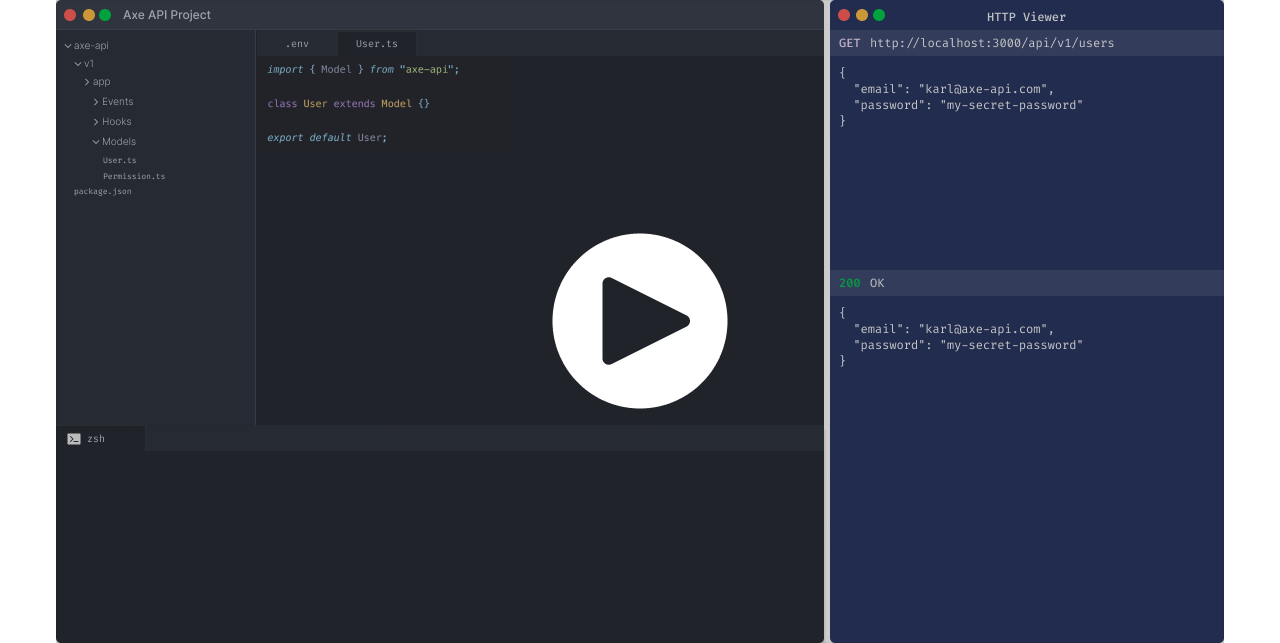 Axe API Project
axe-api
v1
app
Events
Hooks
Models
User.ts
Permission.ts
package.json
.env
User.ts
import { Model } from "axe-api";
class User extends Model {}
export default User;
zsh
HTTP Viewer
GET http://localhost:3000/api/v1/users
{
  "email": "karl@axe-api.com",
  "password": "my-secret-password"
}
200 OK
{
  "email": "karl@axe-api.com",
  "password": "my-secret-password"
}